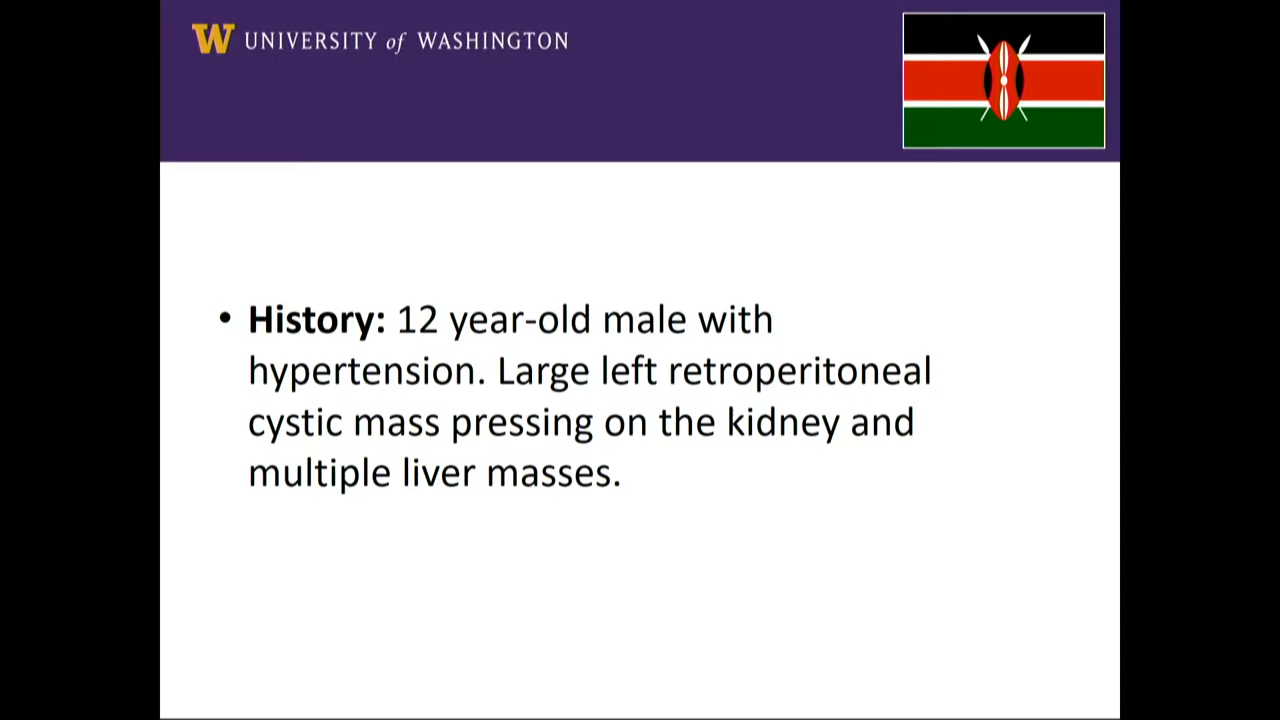 W UNIVERSITY of WASHINGTON
• History: 12 year-old male with
hypertension. Large left retroperitoneal
cystic mass pressing on the kidney and
multiple liver masses.